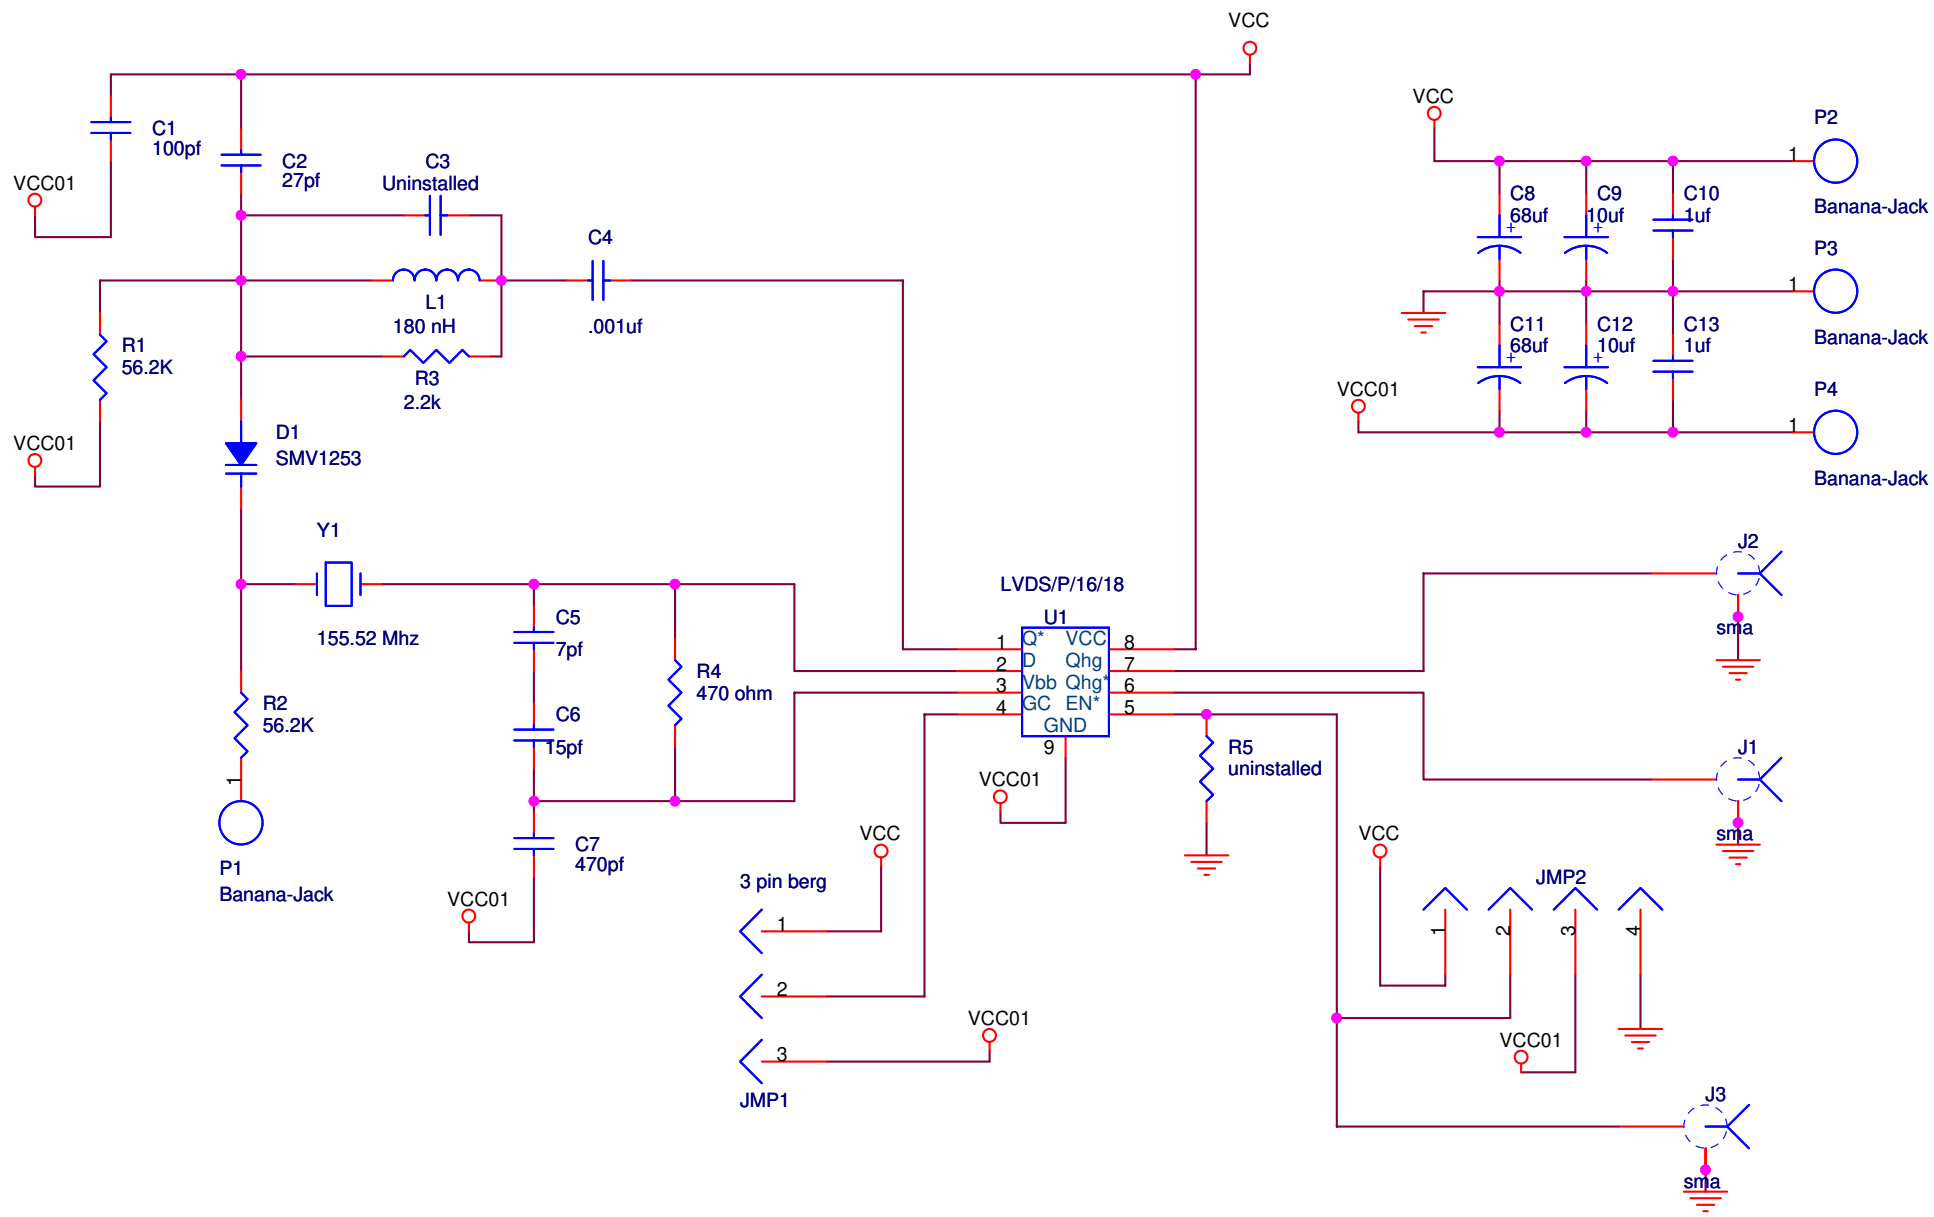 VCC
C1
100pf
VCC01
C2
27pf
C3
Uninstalled
C4
.001uf
L1
180 nH
R1
56.2K
R3
2.2k
VCC01
D1
SMV1253
Y1
155.52 Mhz
C5
7pf
R4
470 ohm
C6
15pf
R2
56.2K
1
P1
Banana-Jack
C7
470pf
VCC01
LVDS/P/16/18
U1
1 Q* VCC 8
2 D Qhg 7
3 Vbb Qhg* 6
4 GC EN* 5
GND
9
VCC01
R5
uninstalled
VCC
3 pin berg
1
2
VCC01
3
JMP1
VCC
P2
1
C8
68uf
+
C9
10uf
+
C10
1uf
Banana-Jack
P3
1
C11
68uf
+
C12
10uf
+
C13
1uf
Banana-Jack
VCC01
P4
1
Banana-Jack
J2
sma
J1
sma
VCC
JMP2
1
2
3
4
VCC01
J3
sma